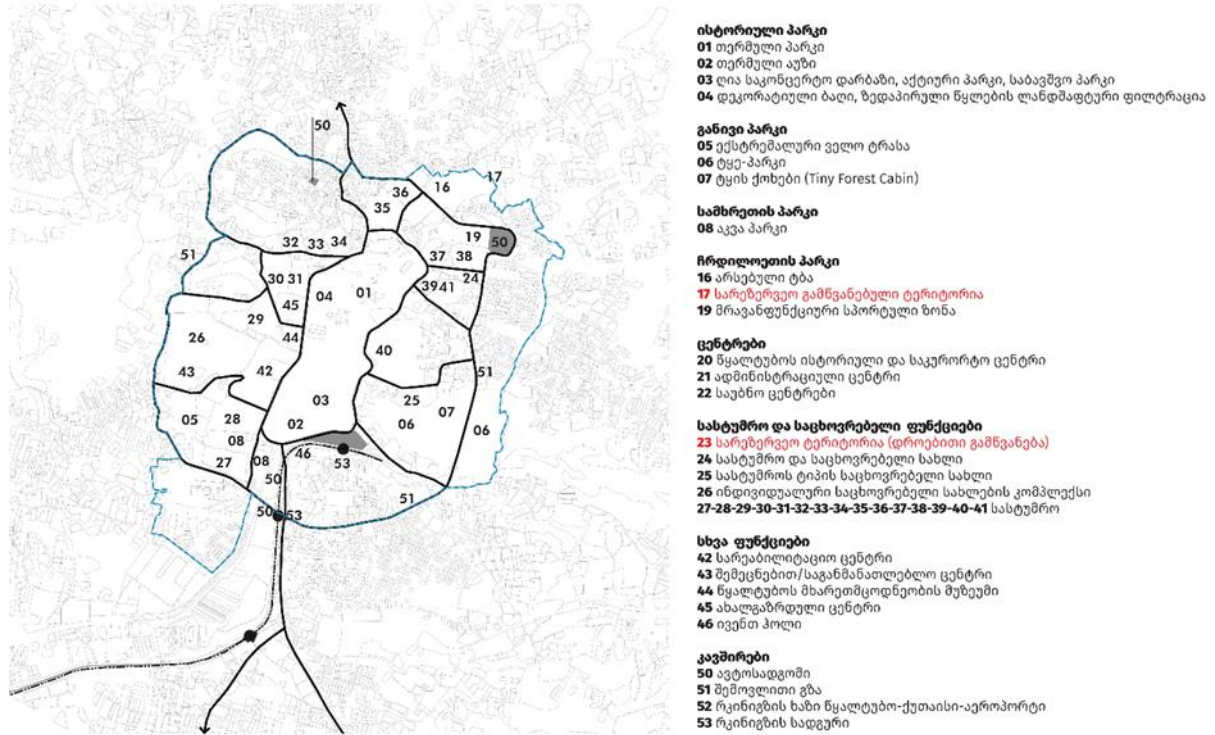 ისტორიული პარკი
01 თერმული პარკი
02 თერმული აუზი
03 ღია საკონცერტო დარბაზი, აქტიური პარკი, საბავშვო პარკი
04 დეკორატიული ბაღი, ზედაპირული წყლების ლანდშაფტური ფილტრაცია
განივი პარკი
05 ექსტრემალური ველო ტრასა
06 ტყე-პარკი
07 ტყის ქოხები (Tiny Forest Cabin)
სამხრეთის პარკი
08 აკვა პარკი
ჩრდილოეთის პარკი
16 არსებული ტბა
17 სარეზერვეო გამწვანებული ტერიტორია
19 მრავანფუნქციური სპორტული ზონა
ცენტრები
20 წყალტუბოს ისტორიული და საკურორტო ცენტრი
21 ადმინისტრაციული ცენტრი
22 საუბნო ცენტრები
სასტუმრო და საცხოვრებელი ფუნქციები
23 სარეზერვეო ტერიტორია (დროებითი გამწვანება)
24 სასტუმრო და საცხოვრებელი სახლი
25 სასტუმროს ტიპის საცხოვრებელი სახლი
26 ინდივიდუალური საცხოვრებელი სახლების კომპლექსი
27-28-29-30-31-32-33-34-35-36-37-38-39-40-41 სასტუმრო
სხვა ფუნქციები
42 სარეაბილიტაციო ცენტრი
43 შემეცნებით/საგანმანათლებლო ცენტრი
44 წყალტუბოს მხარეთმცოდნეობის მუზეუმი
45 ახალგაზრდული ცენტრი
46 ივენთ ჰოლი
კავშირები
50 ავტოსადგომი
51 შემოვლითი გზა
52 რკინიგზის ხაზი წყალტუბო-ქუთაისი-აეროპორტი
53 რკინიგზის სადგური
50
16 17
36
35
19 50
32 33 34
37 38
51
30 31
24
39 41
04 01
45
29
26
44
40
43 42
51
03
25 07
05 28
02
06 06
08
46
27 08
53
50
51
50 53